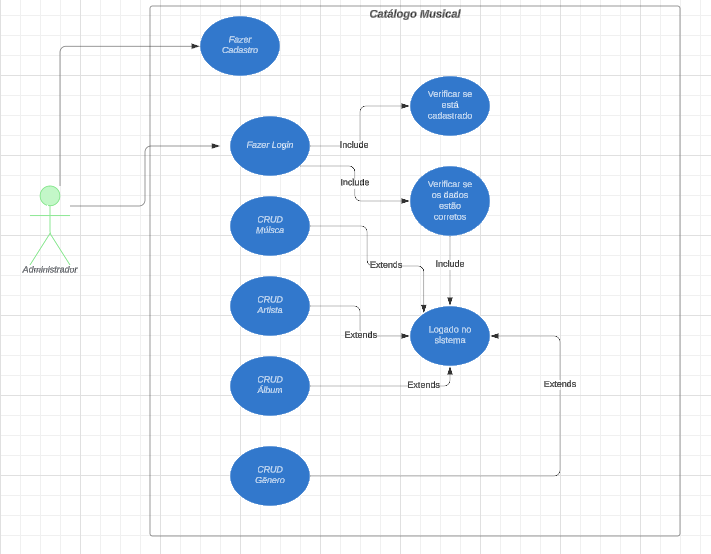 Catálogo Musical
Fazer
Cadastro
Verificar se
está
cadastrado
Fazer Login
Include
Include
Verificar se
os dados
estão
corretos
CRUD
Múisca
Extends
Include
Administrador
CRUD
Artista
Extends
Logado no
sistema
CRUD
Álbum
Extends
Extends
CRUD
Gênero